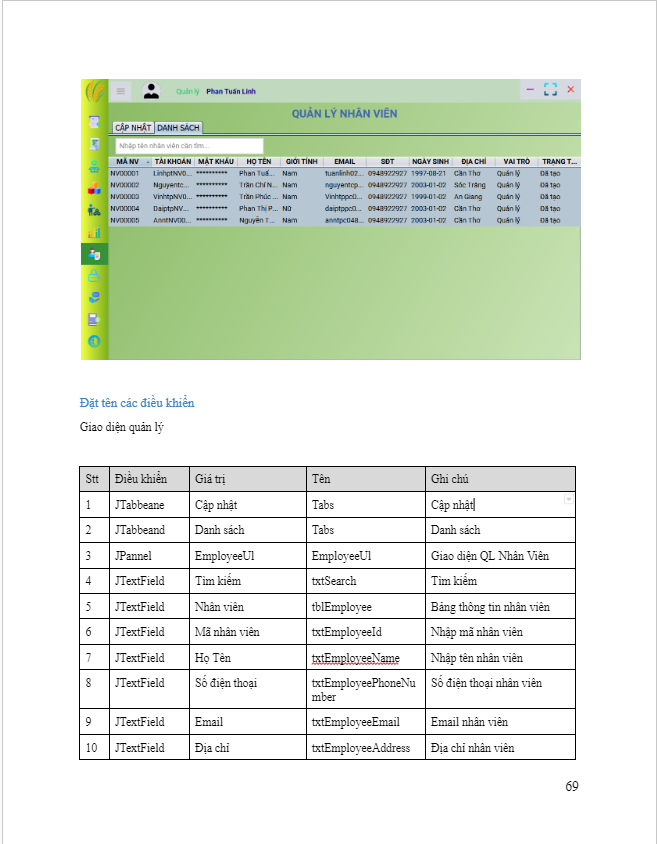 Quản lý Phan Tuấn Linh
QUẢN LÝ NHÂN VIÊN
CẬP NHẬT DANH SÁCH
Nhập tên nhân viên cần tìm...
MÃ NV TÀI KHOẢN MẬT KHẨU HỌ TÊN GIỚI TÍNH EMAIL SĐT NGÀY SINH ĐỊA CHỈ VAI TRÒ TRẠNG T...
NV00001 LinhptNV0... ********** Phan Tuấ... Nam tuanlinh02... 0948922927 1997-08-21 Cần Thơ Quản lý Đã tạo
NV00002 Nguyentc... ********** Trần Chí N... Nam nguyentcp... 0948922927 2003-01-02 Sóc Trăng Quản lý Đã tạo
NV00003 VinhtpNV0... ********** Trần Phúc ... Nam Vinhtppc0... 0948922927 1999-01-02 An Giang Quản lý Đã tạo
NV00004 DaiptpNV... ********** Phan Thị P... Nữ daiptppc0... 0948922927 2003-01-02 Cần Thơ Quản lý Đã tạo
NV00005 AnntNV00... ********** Nguyễn T... Nam anntpc048... 0948922927 2003-01-02 Cần Thơ Quản lý Đã tạo
Đặt tên các điều khiển
Giao diện quản lý
Stt Điều khiển Giá trị Tên Ghi chú
1 JTabbeane Cập nhật Tabs Cập nhật
2 JTabbeand Danh sách Tabs Danh sách
3 JPannel EmployeeUl EmployeeUl Giao diện QL Nhân Viên
4 JTextField Tìm kiếm txtSearch Tìm kiếm
5 JTextField Nhân viên tblEmployee Bảng thông tin nhân viên
6 JTextField Mã nhân viên txtEmployeeId Nhập mã nhân viên
7 JTextField Họ Tên txtEmployeeName Nhập tên nhân viên
8 JTextField Số điện thoại txtEmployeePhoneNu Số điện thoại nhân viên
mber
9 JTextField Email txtEmployeeEmail Email nhân viên
10 JTextField Địa chỉ txtEmployeeAddress Địa chỉ nhân viên
69